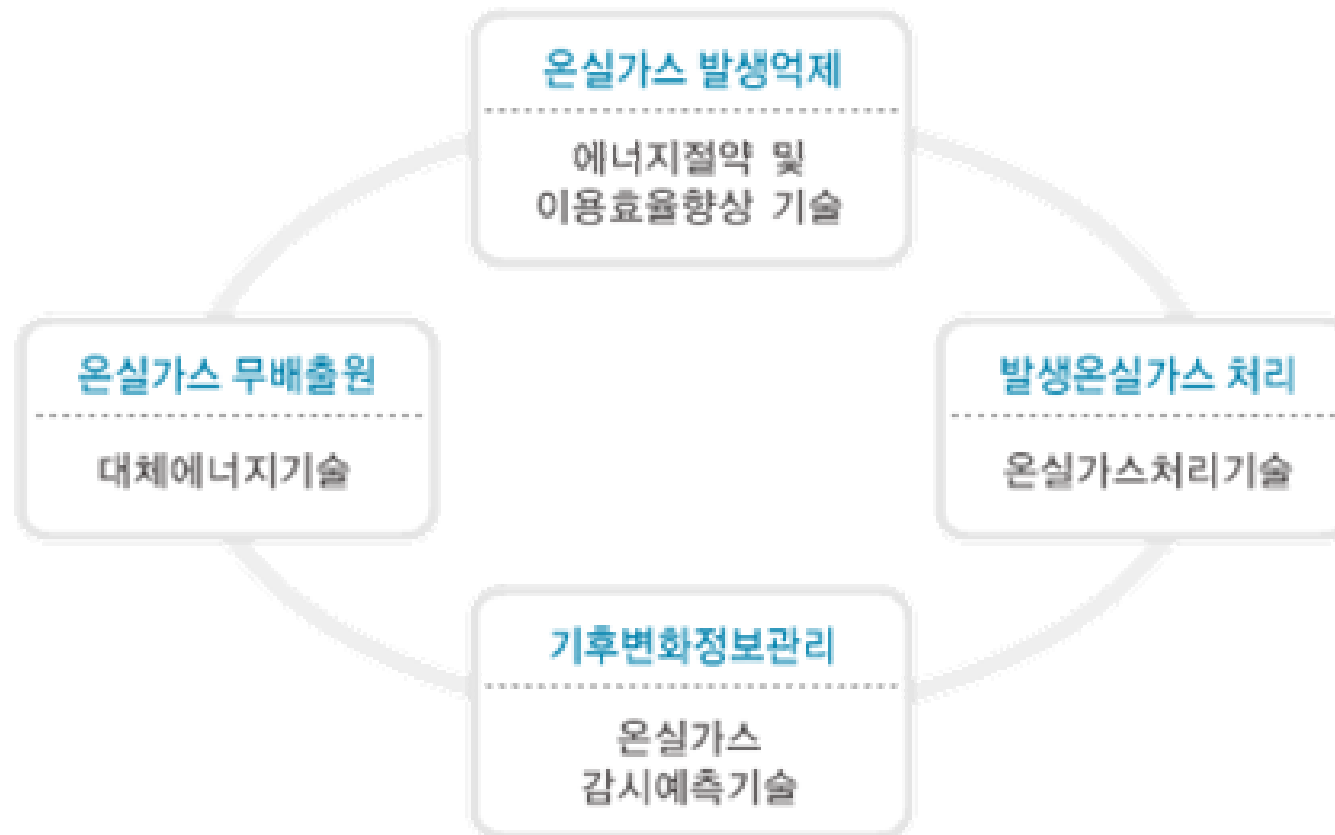 온실가스 발생억제
에너지절약 및
이용효율향상 기술
온실가스 무배출원
대체에너지기술
발생온실가스 처리
온실가스처리기술
기후변화정보관리
온실가스
감시예측기술